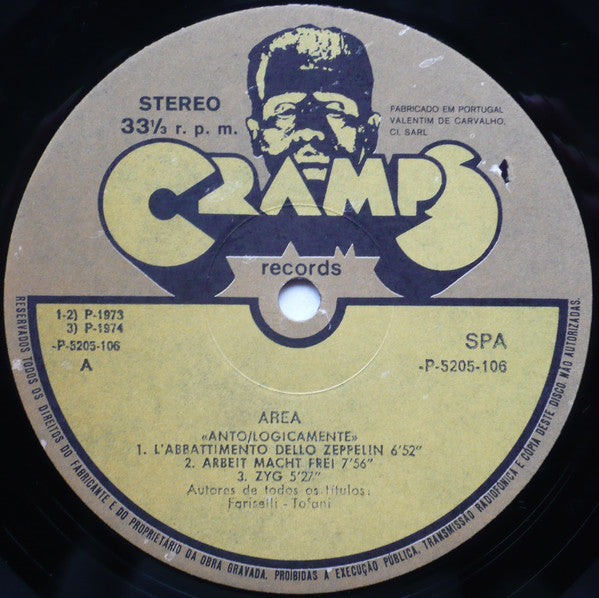 STEREO
33⅓ r. p. m.
FABRICADO EM PORTUGAL
VALENTIM DE CARVALHO,
CI, SARL
CRAMPS
records
1-2) P-1973
3) P-1974
-P-5205-106
A
SPA
-P-5205-106
AREA
«ANTO/LOGICAMENTE»
1. L'ABBATTIMENTO DELLO ZEPPELIN 6'52"
2. ARBEIT MACHT FREI 7'56"
3. ZYG 5'27"
Autores de todos os títulos:
Fariselli - Tofani
RESERVADOS TODOS OS DIREITOS DO FABRICANTE E DO PROPRIETÁRIO DA OBRA GRAVADA. PROIBIDAS A EXECUÇÃO PÚBLICA, TRANSMISSÃO RADIOFÓNICA E CÓPIA DESTE DISCO NÃO AUTORIZADAS.